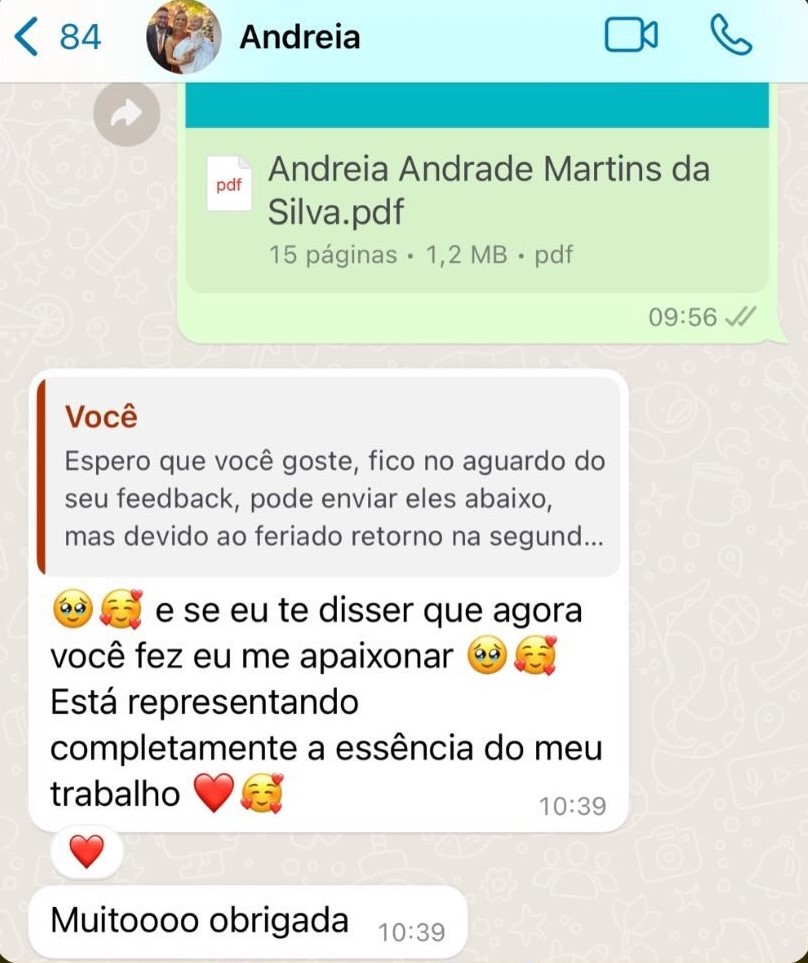 84
Andreia
pdf
Andreia Andrade Martins da
Silva.pdf
15 páginas • 1,2 MB • pdf
09:56
Você
Espero que você goste, fico no aguardo do
seu feedback, pode enviar eles abaixo,
mas devido ao feriado retorno na segund...
🥹🥰 e se eu te disser que agora
você fez eu me apaixonar 🥹🥰
Está representando
completamente a essência do meu
trabalho ❤️🥰
10:39
❤️
Muitoooo obrigada
10:39